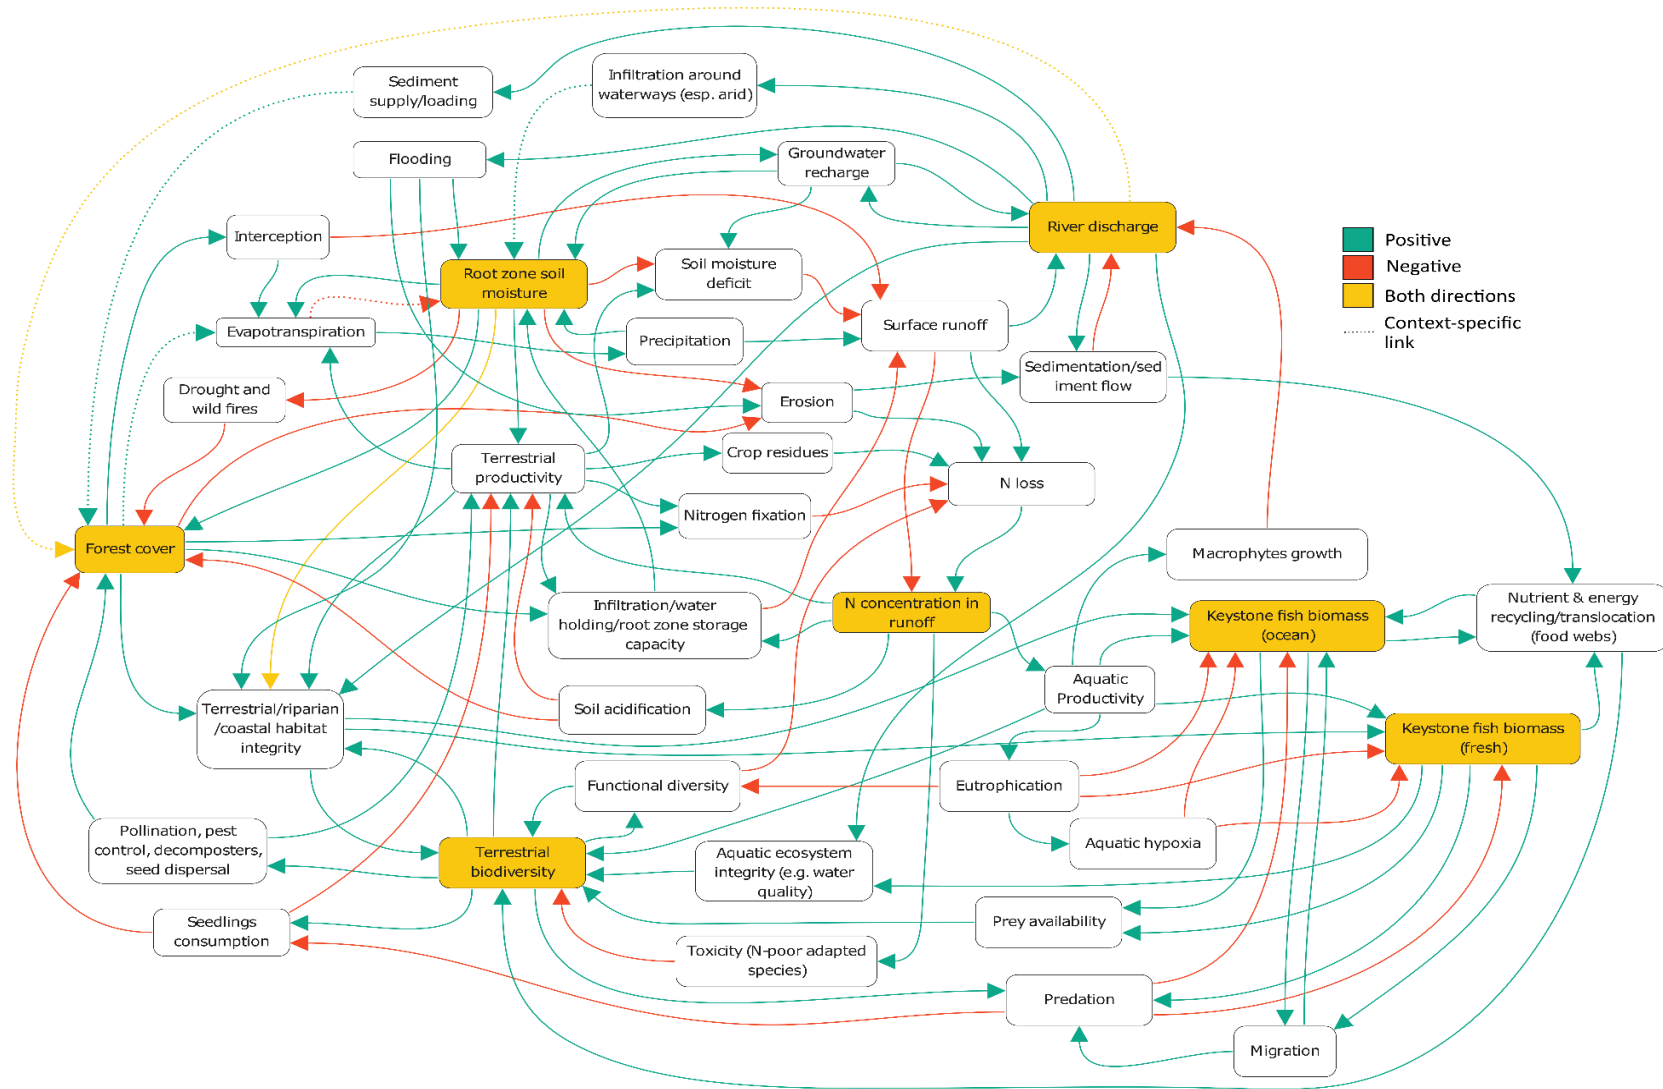 Sediment
supply/loading
Infiltration around
waterways (esp. arid)
Flooding
Groundwater
recharge
Interception
River discharge
Root zone soil
moisture
Soil moisture
deficit
Evapotranspiration
Precipitation
Surface runoff
Sedimentation/sed
iment flow
Drought and
wild fires
Erosion
Terrestrial
productivity
Crop residues
N loss
Nitrogen fixation
Forest cover
Macrophytes growth
Infiltration/water
holding/root zone storage
capacity
N concentration in
runoff
Keystone fish biomass
(ocean)
Nutrient & energy
recycling/translocation
(food webs)
Terrestrial/riparian
/coastal habitat
integrity
Soil acidification
Aquatic
Productivity
Keystone fish biomass
(fresh)
Functional diversity
Eutrophication
Pollination, pest
control, decomposters,
seed dispersal
Terrestrial
biodiversity
Aquatic ecosystem
integrity (e.g. water
quality)
Aquatic hypoxia
Seedlings
consumption
Prey availability
Toxicity (N-poor adapted
species)
Predation
Migration
Positive
Negative
Both directions
Context-specific
link